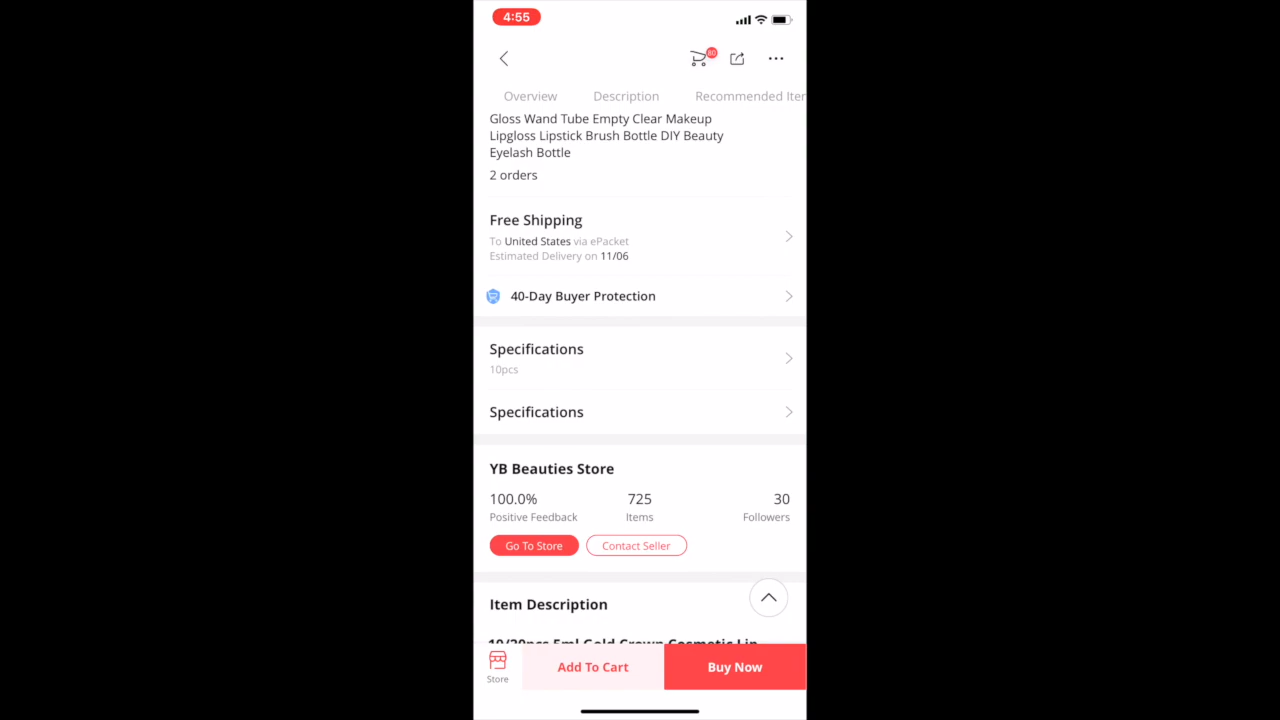 4:55
80
Overview Description Recommended Iter
Gloss Wand Tube Empty Clear Makeup
Lipgloss Lipstick Brush Bottle DIY Beauty
Eyelash Bottle
2 orders
Free Shipping
To United States via ePacket
Estimated Delivery on 11/06
40-Day Buyer Protection
Specifications
10pcs
Specifications
YB Beauties Store
100.0% 725 30
Positive Feedback Items Followers
Go To Store Contact Seller
Item Description
10/20pcs 5ml Gold Crown Cosmetic Lip
Store Add To Cart Buy Now